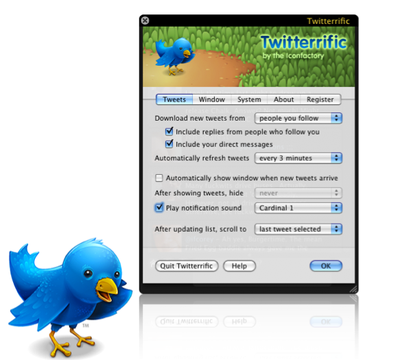 Twitterrific
Twitterrific
by the Iconfactory
Tweets Window System About Register
Download new tweets from people you follow
Include replies from people who follow you
Include your direct messages
Automatically refresh tweets every 3 minutes
Automatically show window when new tweets arrive
After showing tweets, hide never
Play notification sound Cardinal 1
After updating list, scroll to last tweet selected
Quit Twitterrific Help OK
TM